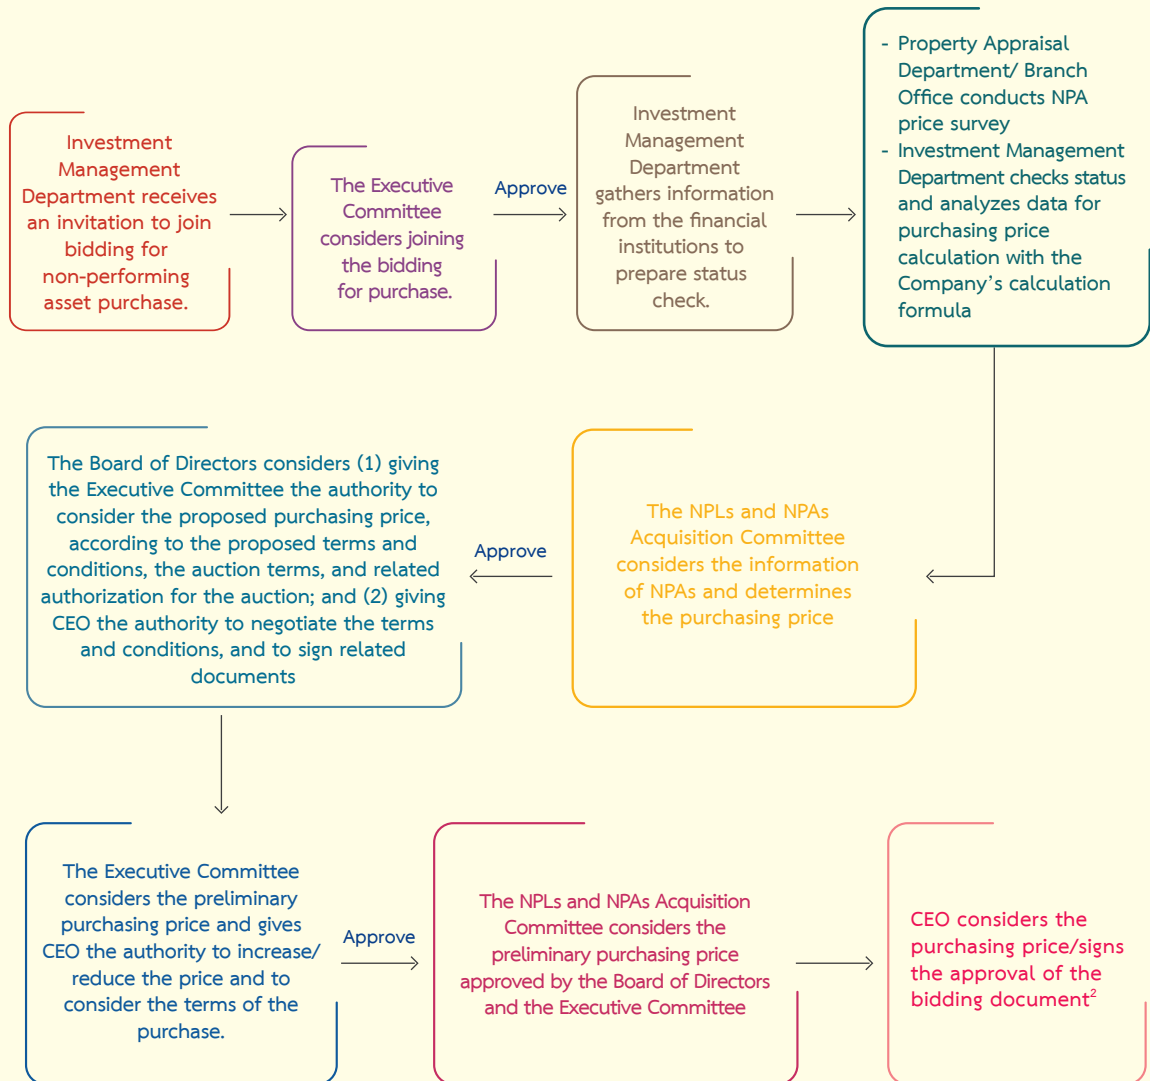 Investment
Management
Department receives
an invitation to join
bidding for
non-performing
asset purchase.
The Executive
Committee
considers joining
the bidding
for purchase.
Approve
Investment
Management
Department
gathers information
from the financial
institutions to
prepare status
check.
- Property Appraisal
Department/ Branch
Office conducts NPA
price survey
- Investment Management
Department checks status
and analyzes data for
purchasing price
calculation with the
Company's calculation
formula
The NPLs and NPAs
Acquisition Committee
considers the information
of NPAs and determines
the purchasing price
Approve
The Board of Directors considers (1) giving
the Executive Committee the authority to
consider the proposed purchasing price,
according to the proposed terms and
conditions, the auction terms, and related
authorization for the auction; and (2) giving
CEO the authority to negotiate the terms
and conditions, and to sign related
documents
The Executive Committee
considers the preliminary
purchasing price and gives
CEO the authority to increase/
reduce the price and to
consider the terms of the
purchase.
Approve
The NPLs and NPAs Acquisition
Committee considers the
preliminary purchasing price
approved by the Board of Directors
and the Executive Committee
CEO considers the
purchasing price/signs
the approval of the
bidding document²